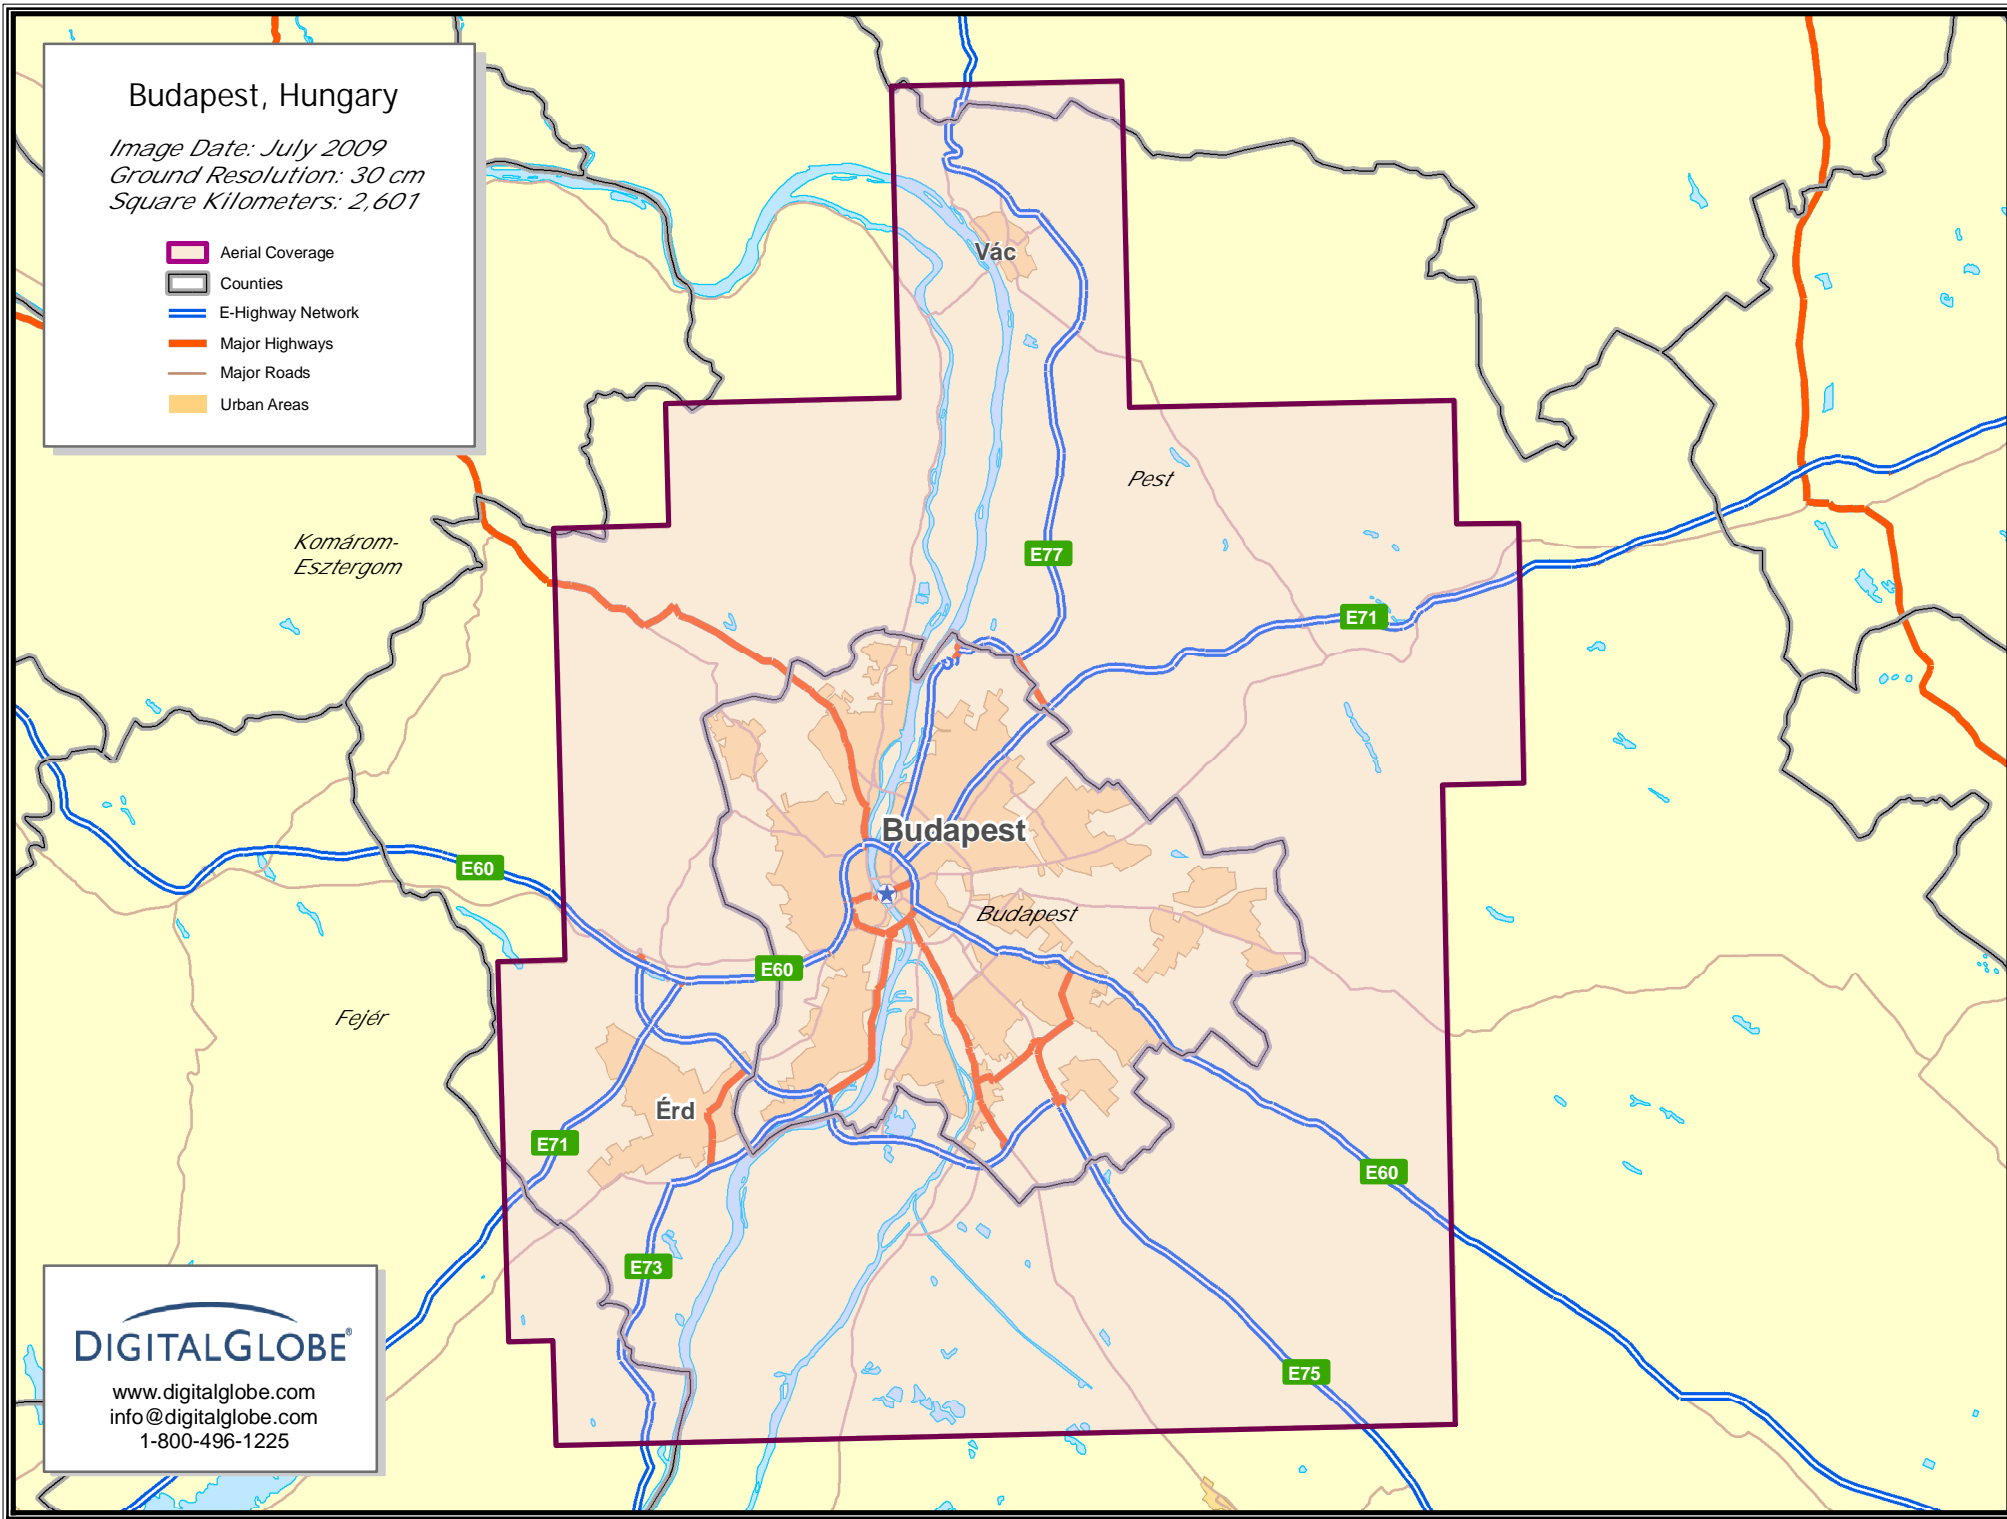 Budapest, Hungary
Image Date: July 2009
Ground Resolution: 30 cm
Square Kilometers: 2,601
Aerial Coverage
Counties
E-Highway Network
Major Highways
Major Roads
Urban Areas
Vác
Pest
Komárom-
Esztergom
E77
E71
Budapest
E60
Budapest
E60
Fejér
Érd
E71
E60
E73
E75
DIGITALGLOBE®
www.digitalglobe.com
info@digitalglobe.com
1-800-496-1225